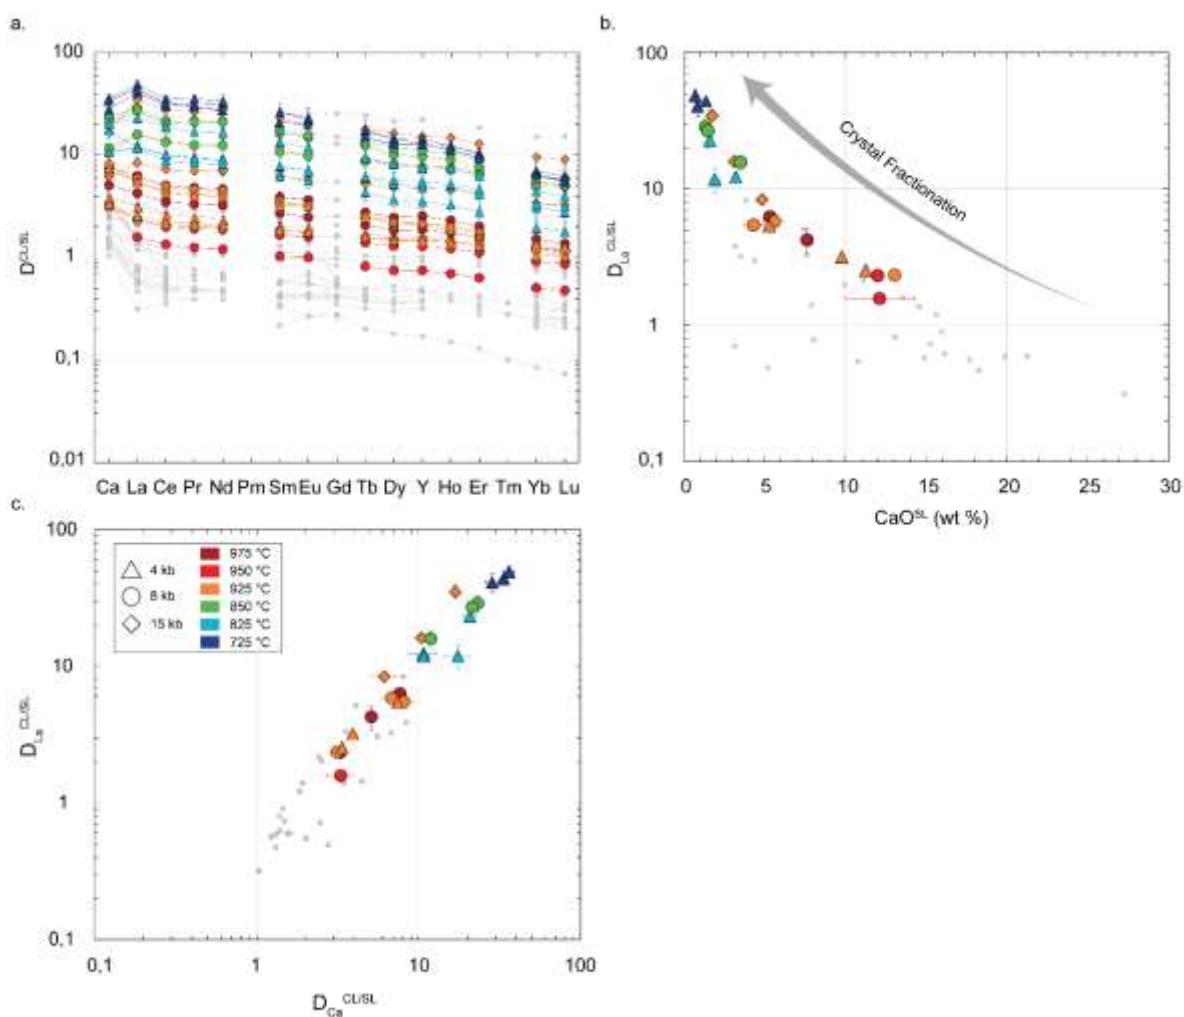 a.
100
10
1
0,1
0,01
D^CL/SL
Ca La Ce Pr Nd Pm Sm Eu Gd Tb Dy Y Ho Er Tm Yb Lu
b.
100
10
1
0,1
D_La^CL/SL
Crystal Fractionation
0 5 10 15 20 25 30
CaO^SL (wt %)
c.
100
10
1
0,1
D_La^CL/SL
4 kb
8 kb
15 kb
975 °C
950 °C
925 °C
850 °C
825 °C
725 °C
0,1 1 10 100
D_Ca^CL/SL